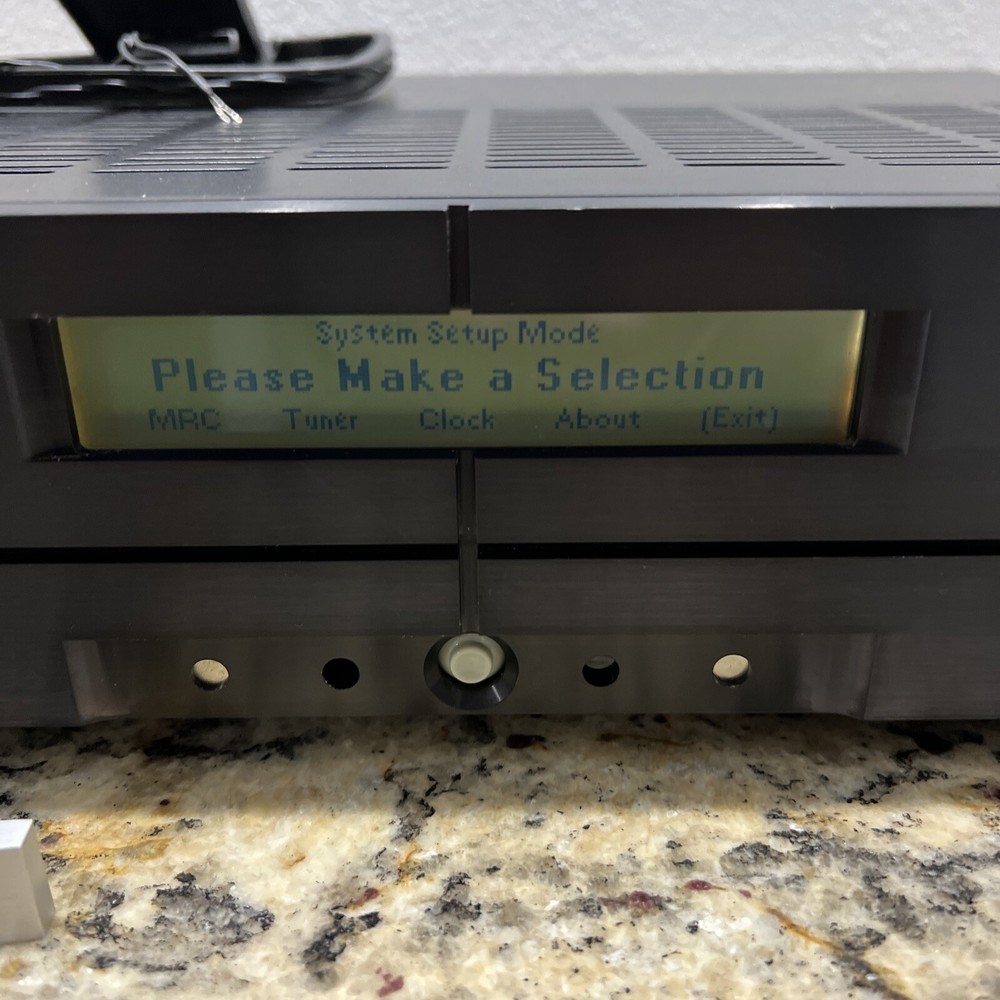 System Setup Mode
Please Make a Selection
MRC Tuner Clock About (Exit)